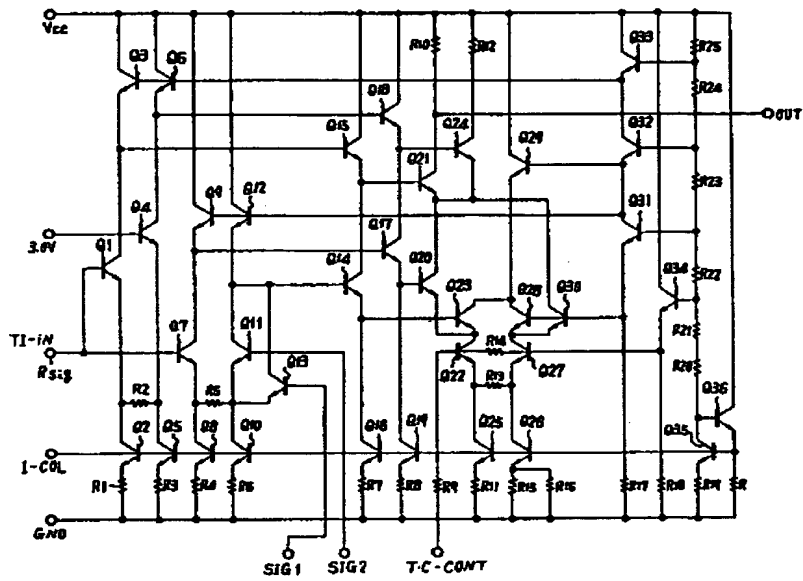 Vcc
Q3 Q6 R10 R12 Q33 R25
R24
Q18
OUT
Q15 Q24 Q29 Q32
Q21
R23
Q9 Q12 Q31
Q4
3.0V
Q17
Q1 Q14 Q20 R22
Q34
Q23 Q28 Q30
Q7 Q11 R21
TI-IN R14
Rsig Q13 Q22 Q27 R20
R13
R2 R5 Q36
Q2 Q5 Q8 Q10 Q16 Q19 Q25 Q26 Q35
I-COL
R1 R3 R4 R6 R7 R8 R9 R11 R15 R16 R17 R18 R19 R
GND
SIG1 SIG2 T·C-CONT